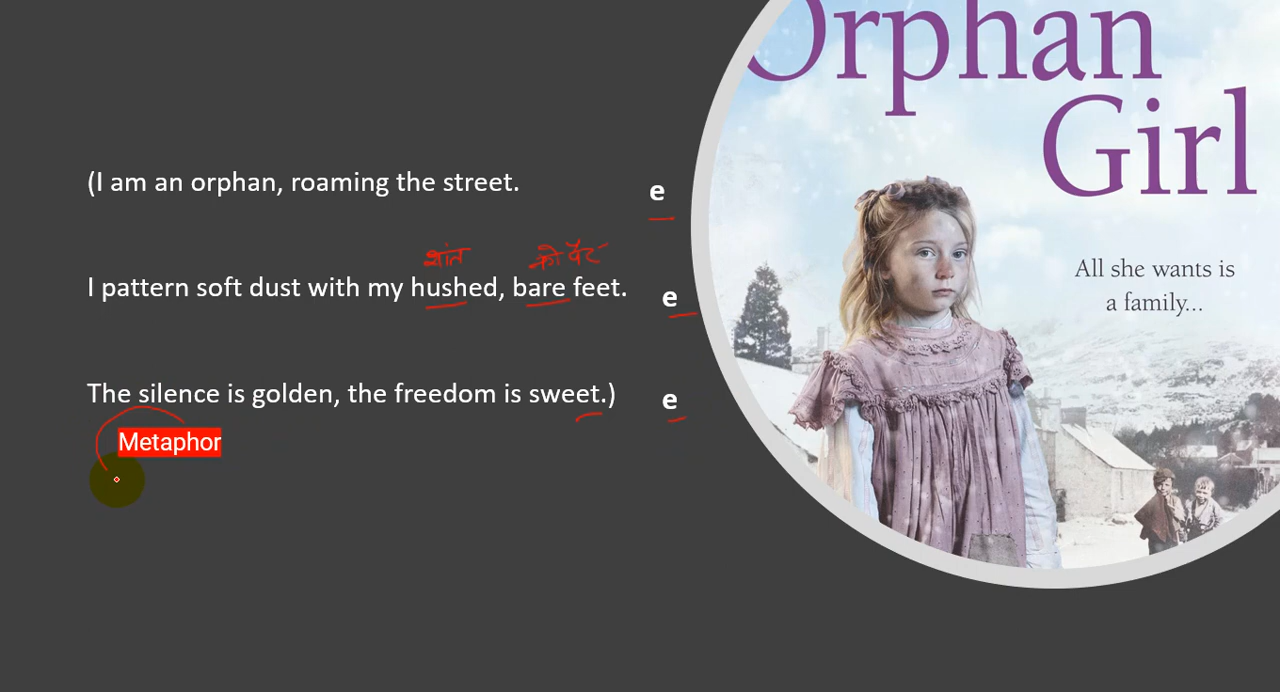 Orphan
Girl
All she wants is
a family...
(I am an orphan, roaming the street.
e
शांत
I pattern soft dust with my hushed, bare feet.
e
The silence is golden, the freedom is sweet.)
e
Metaphor